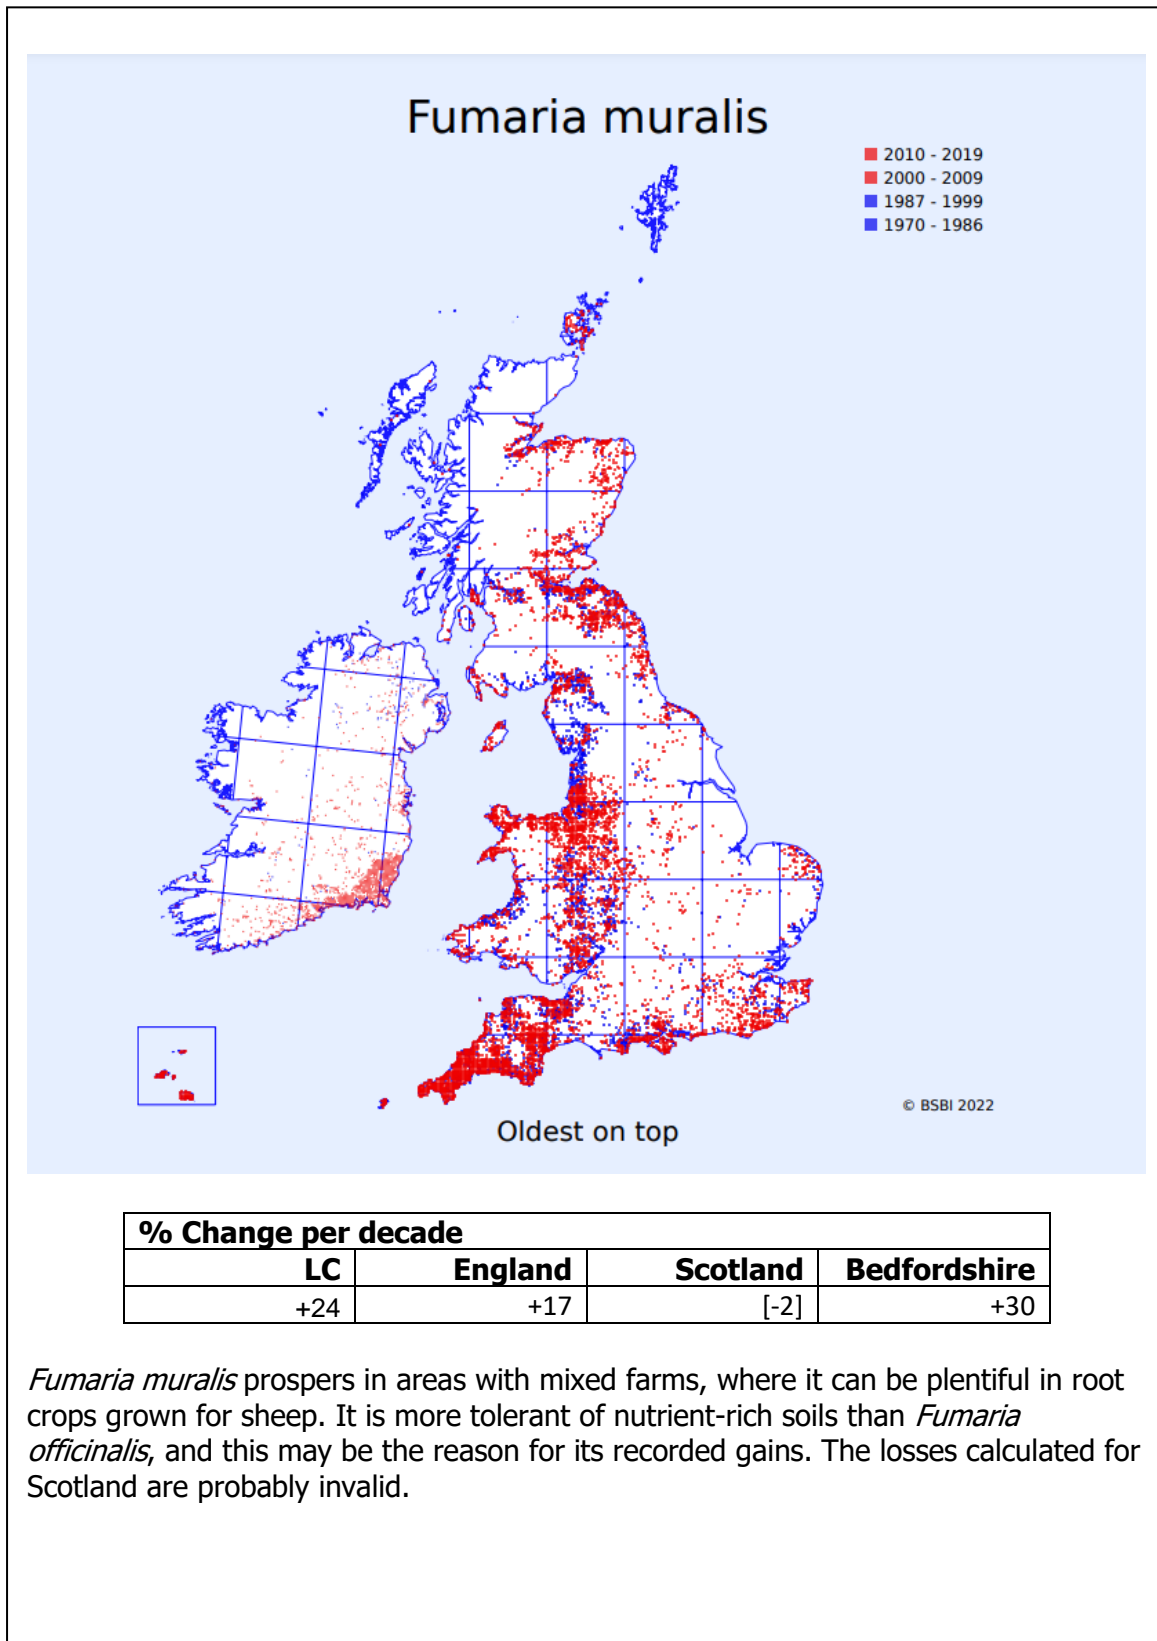 Fumaria muralis
2010 - 2019
2000 - 2009
1987 - 1999
1970 - 1986
© BSBI 2022
Oldest on top
% Change per decade
LC England Scotland Bedfordshire
+24 +17 [-2] +30
Fumaria muralis prospers in areas with mixed farms, where it can be plentiful in root
crops grown for sheep. It is more tolerant of nutrient-rich soils than Fumaria
officinalis, and this may be the reason for its recorded gains. The losses calculated for
Scotland are probably invalid.